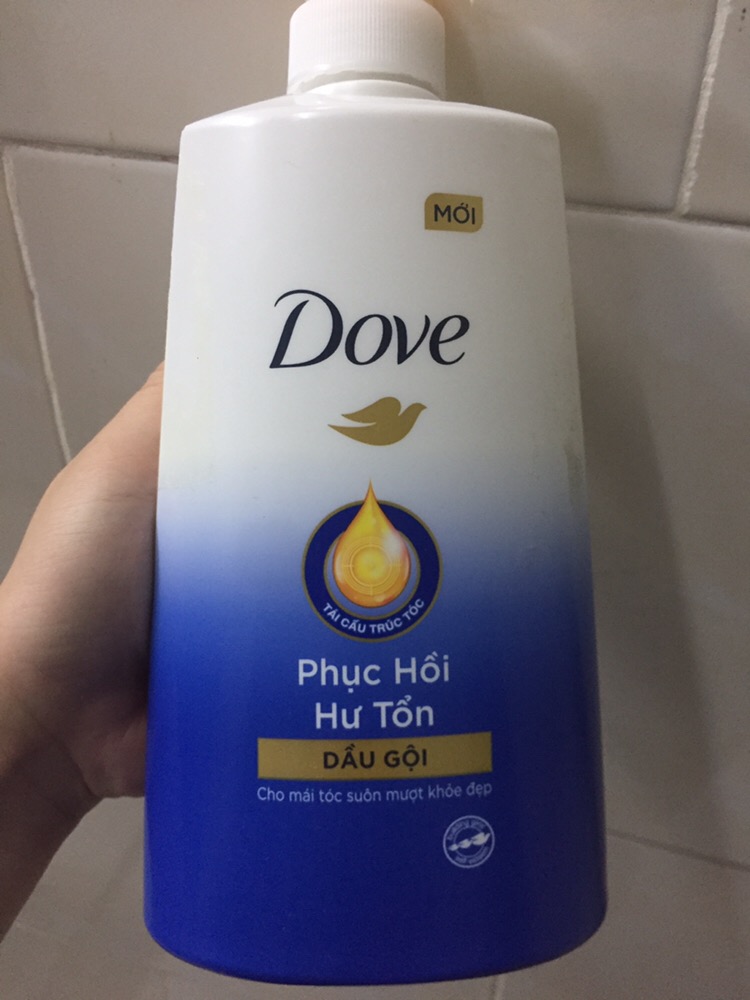 MỚI
Dove
TÁI CẤU TRÚC TÓC
Phục Hồi
Hư Tổn
DẦU GỘI
Cho mái tóc suôn mượt khỏe đẹp